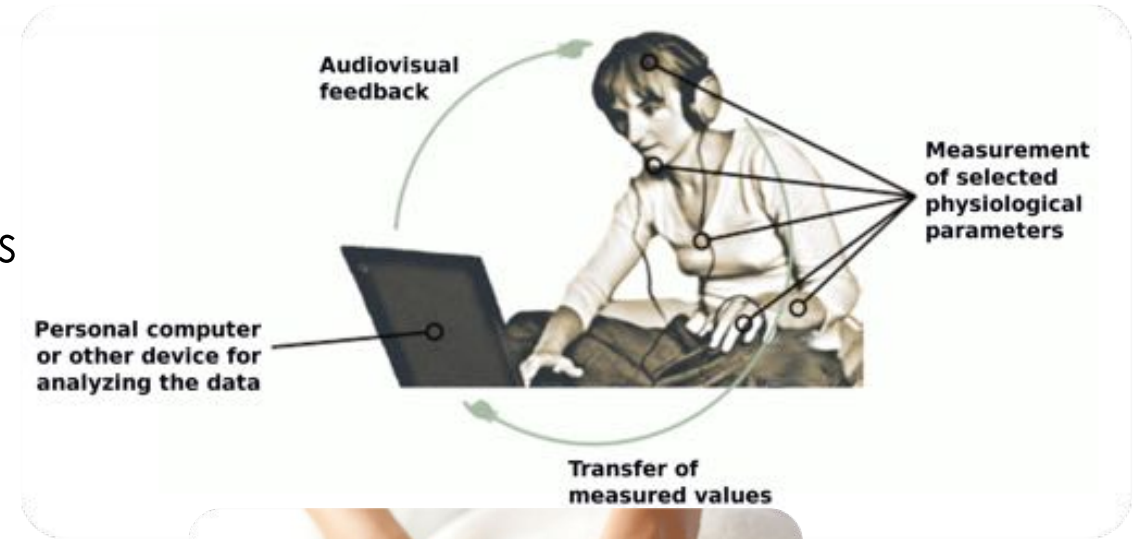 Audiovisual
feedback
Measurement
of selected
physiological
parameters
s
Personal computer
or other device for
analyzing the data
Transfer of
measured values